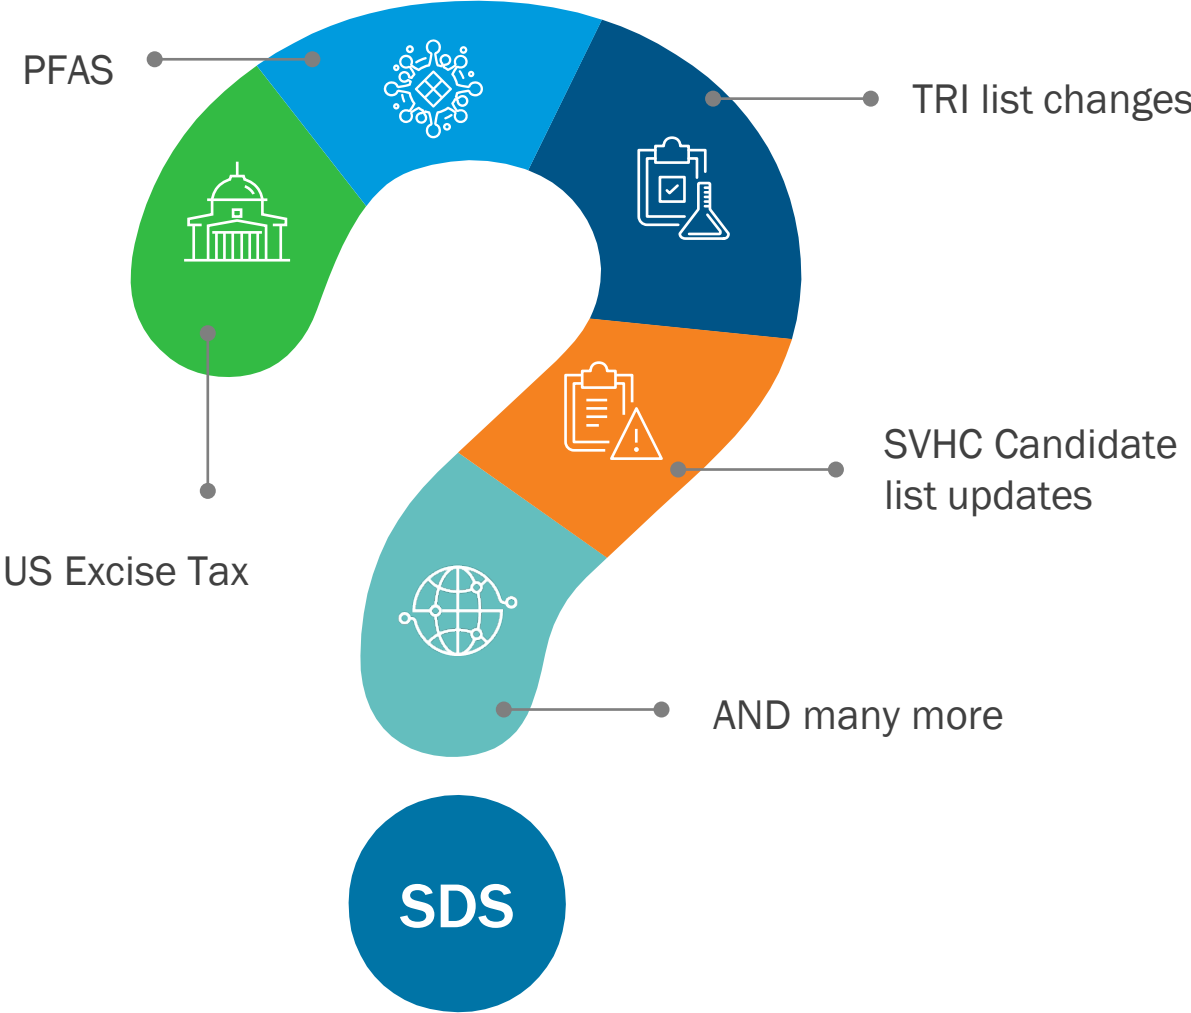 PFAS
TRI list changes
SVHC Candidate
list updates
US Excise Tax
AND many more
SDS